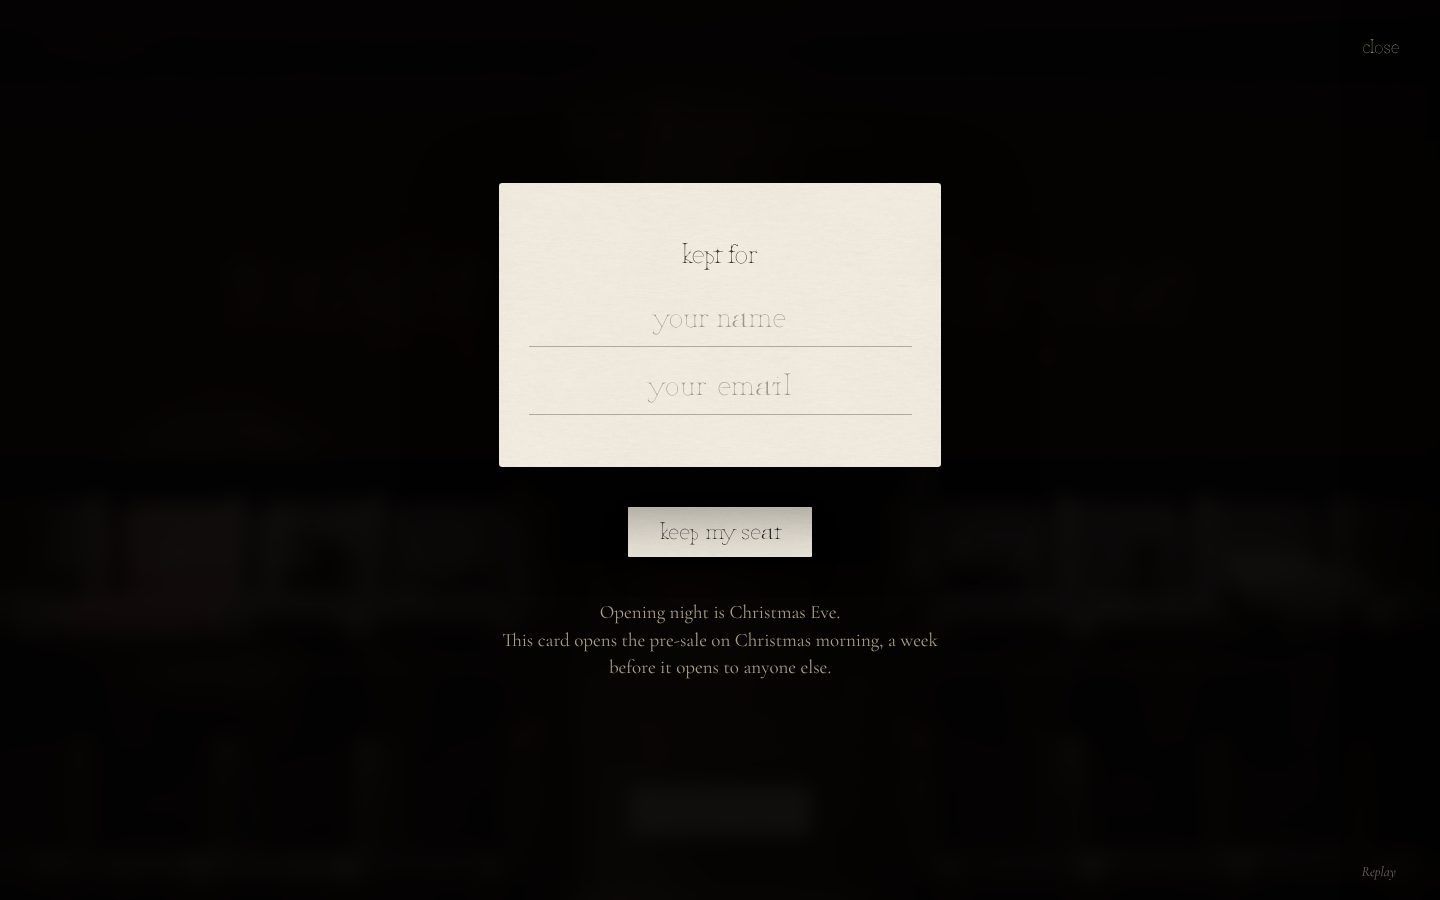 close
kept for
your name
your email
keep my seat
Opening night is Christmas Eve.
This card opens the pre-sale on Christmas morning, a week
before it opens to anyone else.
Replay